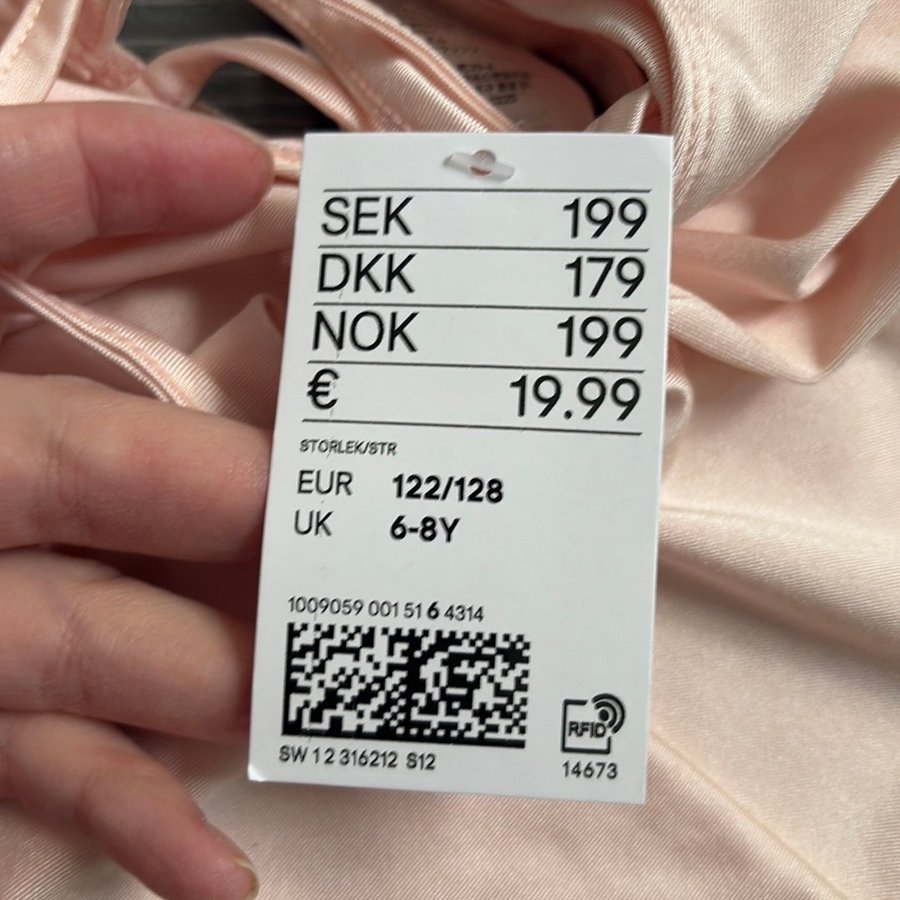 SEK 199
DKK 179
NOK 199
€ 19.99
STORLEK/STR
EUR 122/128
UK 6-8Y
1009059 001 51 6 4314
RFID
SW 1 2 316212 S12
14673